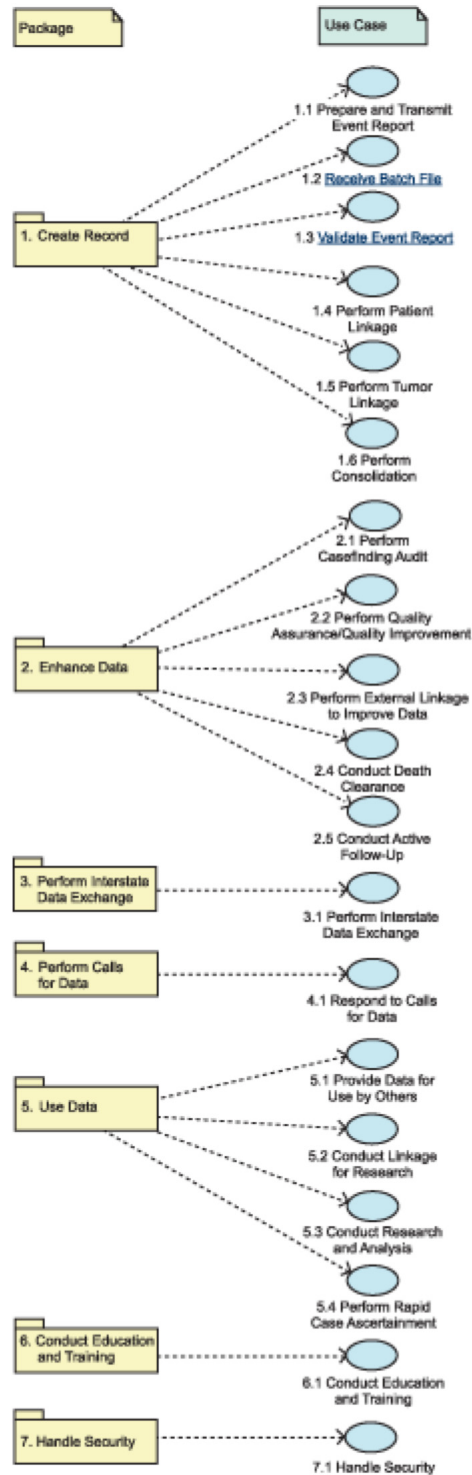 Package
Use Case
1.1 Prepare and Transmit
Event Report
1.2 Receive Batch File
1. Create Record
1.3 Validate Event Report
1.4 Perform Patient
Linkage
1.5 Perform Tumor
Linkage
1.6 Perform
Consolidation
2.1 Perform
Casefinding Audit
2.2 Perform Quality
Assurance/Quality Improvement
2. Enhance Data
2.3 Perform External Linkage
to Improve Data
2.4 Conduct Death
Clearance
2.5 Conduct Active
Follow-Up
3. Perform Interstate
Data Exchange
3.1 Perform Interstate
Data Exchange
4. Perform Calls
for Data
4.1 Respond to Calls
for Data
5.1 Provide Data for
Use by Others
5. Use Data
5.2 Conduct Linkage
for Research
5.3 Conduct Research
and Analysis
5.4 Perform Rapid
Case Ascertainment
6. Conduct Education
and Training
6.1 Conduct Education
and Training
7. Handle Security
7.1 Handle Security